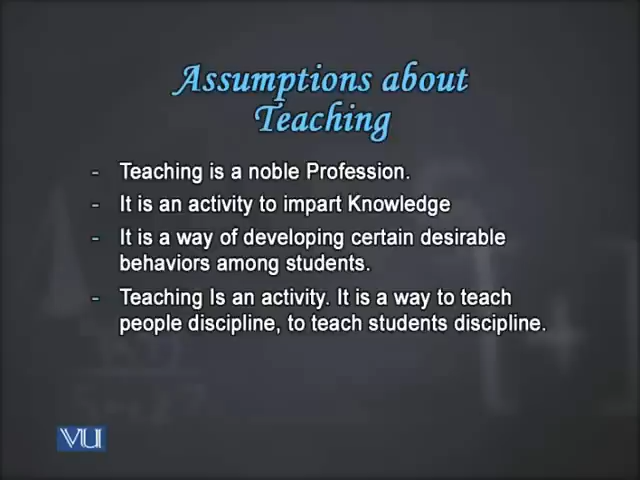 Assumptions about
Teaching
- Teaching is a noble Profession.
- It is an activity to impart Knowledge
- It is a way of developing certain desirable
behaviors among students.
- Teaching Is an activity. It is a way to teach
people discipline, to teach students discipline.
VU